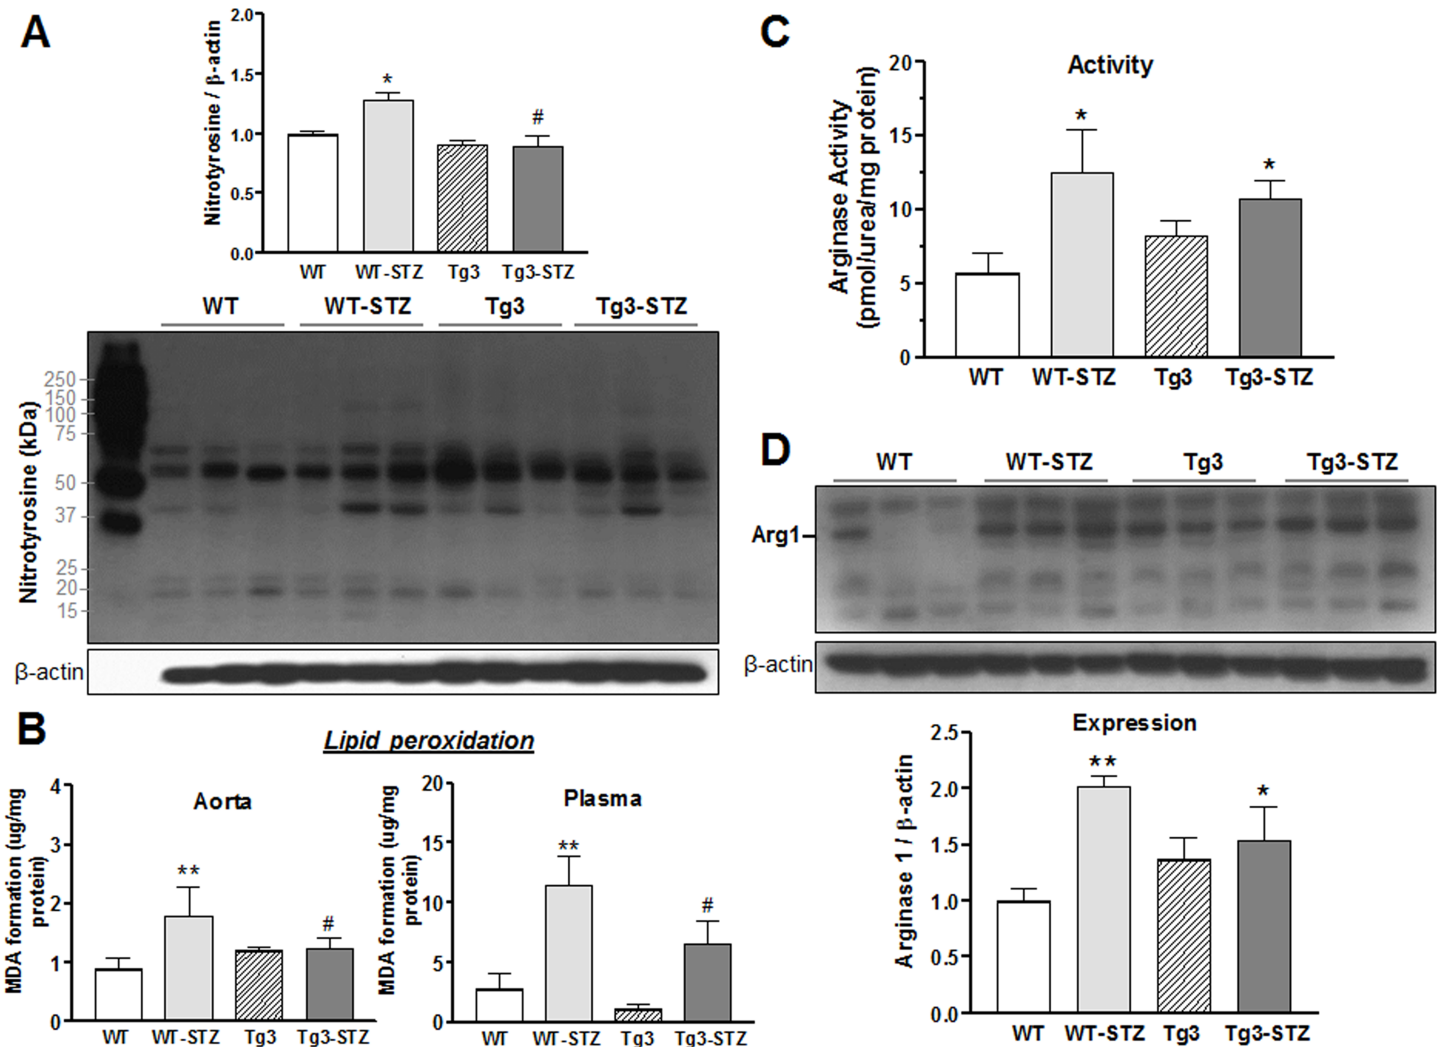 A
2.0
1.5
1.0
0.5
0.0
Nitrotyrosine / β-actin
*
#
WT WT-STZ Tg3 Tg3-STZ
WT WT-STZ Tg3 Tg3-STZ
Nitrotyrosine (kDa)
250
150
100
75
50
37
25
20
15
β-actin
B
Lipid peroxidation
Aorta
MDA formation (ug/mg
protein)
4
3
2
1
0
**
#
WT WT-STZ Tg3 Tg3-STZ
Plasma
MDA formation (ug/mg
protein)
20
15
10
5
0
**
#
WT WT-STZ Tg3 Tg3-STZ
C
Activity
Arginase Activity
(pmol/urea/mg protein)
20
15
10
5
0
*
*
WT WT-STZ Tg3 Tg3-STZ
D
WT WT-STZ Tg3 Tg3-STZ
Arg1
β-actin
Expression
Arginase 1 / β-actin
2.5
2.0
1.5
1.0
0.5
0.0
**
*
WT WT-STZ Tg3 Tg3-STZ